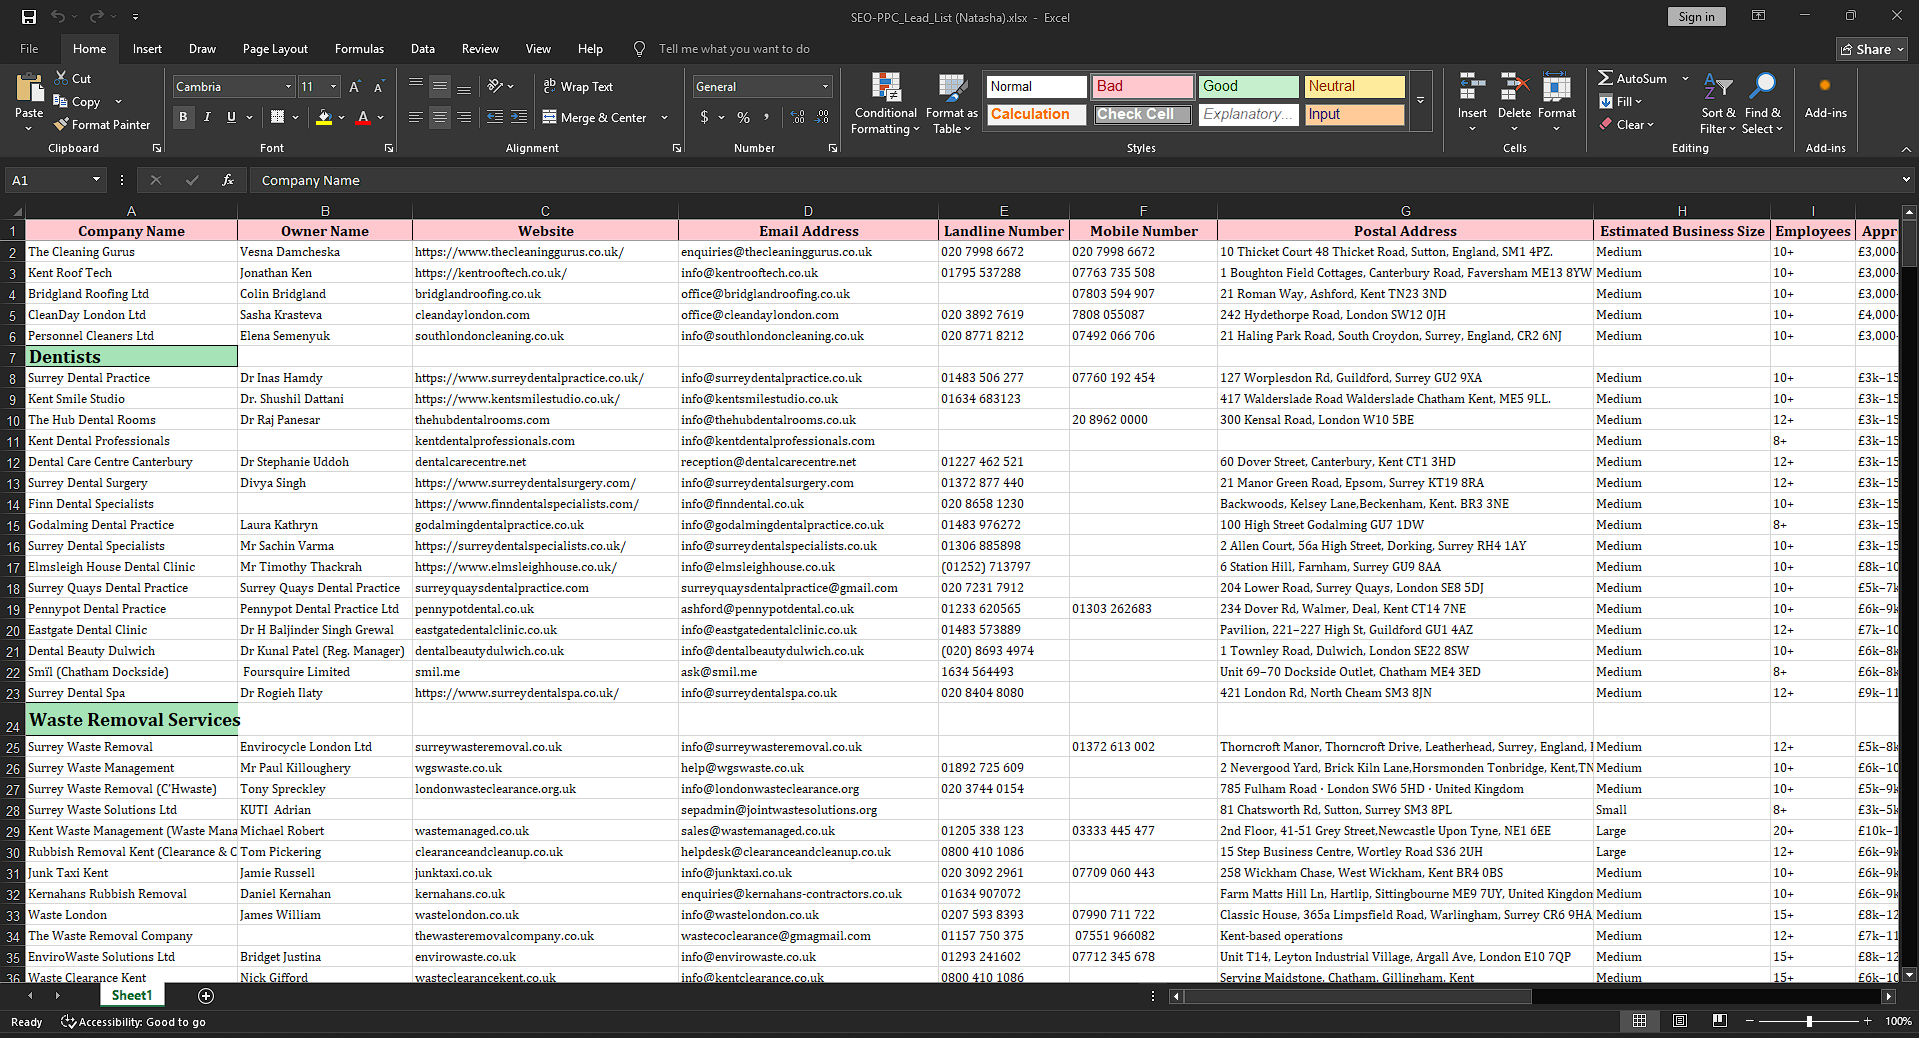 SEO-PPC_Lead_List (Natasha).xlsx - Excel
Sign in
File Home Insert Draw Page Layout Formulas Data Review View Help Tell me what you want to do Share
Paste Cut Copy Format Painter Clipboard
Cambria 11 B I U A A A Font
ab Wrap Text Merge & Center Alignment
General $ % , Number
Conditional Formatting Format as Table
Normal Bad Good Neutral
Calculation Check Cell Explanatory... Input
Styles
Insert Delete Format Cells
AutoSum Fill Clear Sort & Filter Find & Select Editing
Add-ins Add-ins
A1 fx Company Name
A B C D E F G H I
1 Company Name Owner Name Website Email Address Landline Number Mobile Number Postal Address Estimated Business Size Employees Appr
2 The Cleaning Gurus Vesna Damcheska https://www.thecleaninggurus.co.uk/ enquiries@thecleaninggurus.co.uk 020 7998 6672 020 7998 6672 10 Thicket Court 48 Thicket Road, Sutton, England, SM1 4PZ. Medium 10+ £3,000-
3 Kent Roof Tech Jonathan Ken https://kentrooftech.co.uk/ info@kentrooftech.co.uk 01795 537288 07763 735 508 1 Boughton Field Cottages, Canterbury Road, Faversham ME13 8YW Medium 10+ £3,000-
4 Bridgland Roofing Ltd Colin Bridgland bridglandroofing.co.uk office@bridglandroofing.co.uk 07803 594 907 21 Roman Way, Ashford, Kent TN23 3ND Medium 10+ £3,000-
5 CleanDay London Ltd Sasha Krasteva cleandaylondon.com office@cleandaylondon.com 020 3892 7619 7808 055087 242 Hydethorpe Road, London SW12 0JH Medium 10+ £4,000-
6 Personnel Cleaners Ltd Elena Semenyuk southlondoncleaning.co.uk info@southlondoncleaning.co.uk 020 8771 8212 07492 066 706 21 Haling Park Road, South Croydon, Surrey, England, CR2 6NJ Medium 10+ £3,000-
7 Dentists
8 Surrey Dental Practice Dr Inas Hamdy https://www.surreydentalpractice.co.uk/ info@surreydentalpractice.co.uk 01483 506 277 07760 192 454 127 Worplesdon Rd, Guildford, Surrey GU2 9XA Medium 10+ £3k–15
9 Kent Smile Studio Dr. Shushil Dattani https://www.kentsmilestudio.co.uk/ info@kentsmilestudio.co.uk 01634 683123 417 Walderslade Road Walderslade Chatham Kent, ME5 9LL. Medium 10+ £3k–15
10 The Hub Dental Rooms Dr Raj Panesar thehubdentalrooms.com info@thehubdentalrooms.co.uk 20 8962 0000 300 Kensal Road, London W10 5BE Medium 12+ £3k–15
11 Kent Dental Professionals kentdentalprofessionals.com info@kentdentalprofessionals.com Medium 8+ £3k–15
12 Dental Care Centre Canterbury Dr Stephanie Uddoh dentalcarecentre.net reception@dentalcarecentre.net 01227 462 521 60 Dover Street, Canterbury, Kent CT1 3HD Medium 12+ £3k–15
13 Surrey Dental Surgery Divya Singh https://www.surreydentalsurgery.com/ info@surreydentalsurgery.com 01372 877 440 21 Manor Green Road, Epsom, Surrey KT19 8RA Medium 12+ £3k–15
14 Finn Dental Specialists https://www.finndentalspecialists.com/ info@finndental.co.uk 020 8658 1230 Backwoods, Kelsey Lane,Beckenham, Kent. BR3 3NE Medium 10+ £3k–15
15 Godalming Dental Practice Laura Kathryn godalmingdentalpractice.co.uk info@godalmingdentalpractice.co.uk 01483 976272 100 High Street Godalming GU7 1DW Medium 8+ £3k–15
16 Surrey Dental Specialists Mr Sachin Varma https://surreydentalspecialists.co.uk/ info@surreydentalspecialists.co.uk 01306 885898 2 Allen Court, 56a High Street, Dorking, Surrey RH4 1AY Medium 10+ £3k–15
17 Elmsleigh House Dental Clinic Mr Timothy Thackrah https://www.elmsleighhouse.co.uk/ info@elmsleighhouse.co.uk (01252) 713797 6 Station Hill, Farnham, Surrey GU9 8AA Medium 10+ £8k–10
18 Surrey Quays Dental Practice Surrey Quays Dental Practice surreyquaysdentalpractice.com surreyquaysdentalpractice@gmail.com 020 7231 7912 204 Lower Road, Surrey Quays, London SE8 5DJ Medium 10+ £5k–7k
19 Pennypot Dental Practice Pennypot Dental Practice Ltd pennypotdental.co.uk ashford@pennypotdental.co.uk 01233 620565 01303 262683 234 Dover Rd, Walmer, Deal, Kent CT14 7NE Medium 10+ £6k–9k
20 Eastgate Dental Clinic Dr H Baljinder Singh Grewal eastgatedentalclinic.co.uk info@eastgatedentalclinic.co.uk 01483 573889 Pavilion, 221–227 High St, Guildford GU1 4AZ Medium 12+ £7k–10
21 Dental Beauty Dulwich Dr Kunal Patel (Reg. Manager) dentalbeautydulwich.co.uk info@dentalbeautydulwich.co.uk (020) 8693 4974 1 Townley Road, Dulwich, London SE22 8SW Medium 10+ £6k–8k
22 Smïl (Chatham Dockside) Foursquire Limited smil.me ask@smil.me 1634 564493 Unit 69–70 Dockside Outlet, Chatham ME4 3ED Medium 8+ £6k–8k
23 Surrey Dental Spa Dr Rogieh Ilaty https://www.surreydentalspa.co.uk/ info@surreydentalspa.co.uk 020 8404 8080 421 London Rd, North Cheam SM3 8JN Medium 12+ £9k–11
24 Waste Removal Services
25 Surrey Waste Removal Envirocycle London Ltd surreywasteremoval.co.uk info@surreywasteremoval.co.uk 01372 613 002 Thorncroft Manor, Thorncroft Drive, Leatherhead, Surrey, England, Medium 12+ £5k–8k
26 Surrey Waste Management Mr Paul Killoughery wgswaste.co.uk help@wgswaste.co.uk 01892 725 609 2 Nevergood Yard, Brick Kiln Lane,Horsmonden Tonbridge, Kent,TN Medium 10+ £6k–10
27 Surrey Waste Removal (C'Hwaste) Tony Spreckley londonwasteclearance.org.uk info@londonwasteclearance.org 020 3744 0154 785 Fulham Road · London SW6 5HD · United Kingdom Medium 10+ £5k–9k
28 Surrey Waste Solutions Ltd KUTI Adrian sepadmin@jointwastesolutions.org 81 Chatsworth Rd, Sutton, Surrey SM3 8PL Small 8+ £3k–5k
29 Kent Waste Management (Waste Mana Michael Robert wastemanaged.co.uk sales@wastemanaged.co.uk 01205 338 123 03333 445 477 2nd Floor, 41-51 Grey Street,Newcastle Upon Tyne, NE1 6EE Large 20+ £10k–1
30 Rubbish Removal Kent (Clearance & C Tom Pickering clearanceandcleanup.co.uk helpdesk@clearanceandcleanup.co.uk 0800 410 1086 15 Step Business Centre, Wortley Road S36 2UH Large 12+ £6k–9k
31 Junk Taxi Kent Jamie Russell junktaxi.co.uk info@junktaxi.co.uk 020 3092 2961 07709 060 443 258 Wickham Chase, West Wickham, Kent BR4 0BS Medium 10+ £6k–9k
32 Kernahans Rubbish Removal Daniel Kernahan kernahans.co.uk enquiries@kernahans-contractors.co.uk 01634 907072 Farm Matts Hill Ln, Hartlip, Sittingbourne ME9 7UY, United Kingdom Medium 10+ £6k–9k
33 Waste London James William wastelondon.co.uk info@wastelondon.co.uk 0207 593 8393 07990 711 722 Classic House, 365a Limpsfield Road, Warlingham, Surrey CR6 9HA Medium 15+ £8k–12
34 The Waste Removal Company thewasteremovalcompany.co.uk wastecoclearance@gmagmail.com 01157 750 375 07551 966082 Kent-based operations Medium 12+ £7k–11
35 EnviroWaste Solutions Ltd Bridget Justina envirowaste.co.uk info@envirowaste.co.uk 01293 241602 07712 345 678 Unit T14, Leyton Industrial Village, Argall Ave, London E10 7QP Medium 15+ £8k–12
36 Waste Clearance Kent Nick Gifford wasteclearancekent.co.uk info@kentclearance.co.uk 0800 410 1086 Serving Maidstone, Chatham, Gillingham, Kent Medium 15+ £6k–10
Sheet1
Ready Accessibility: Good to go 100%